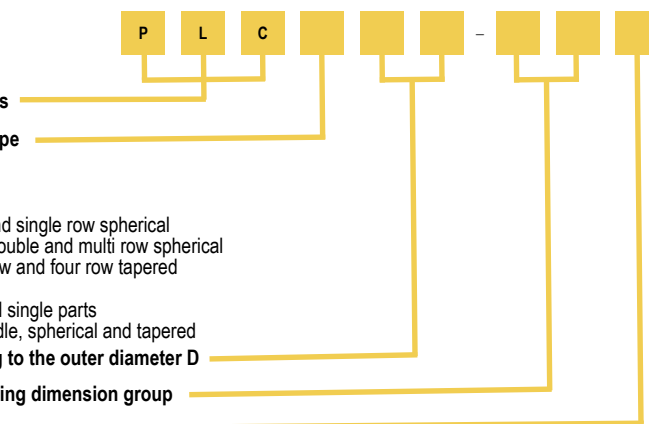 P L C –
s
pe
d single row spherical
ouble and multi row spherical
w and four row tapered
l single parts
dle, spherical and tapered
g to the outer diameter D
ing dimension group